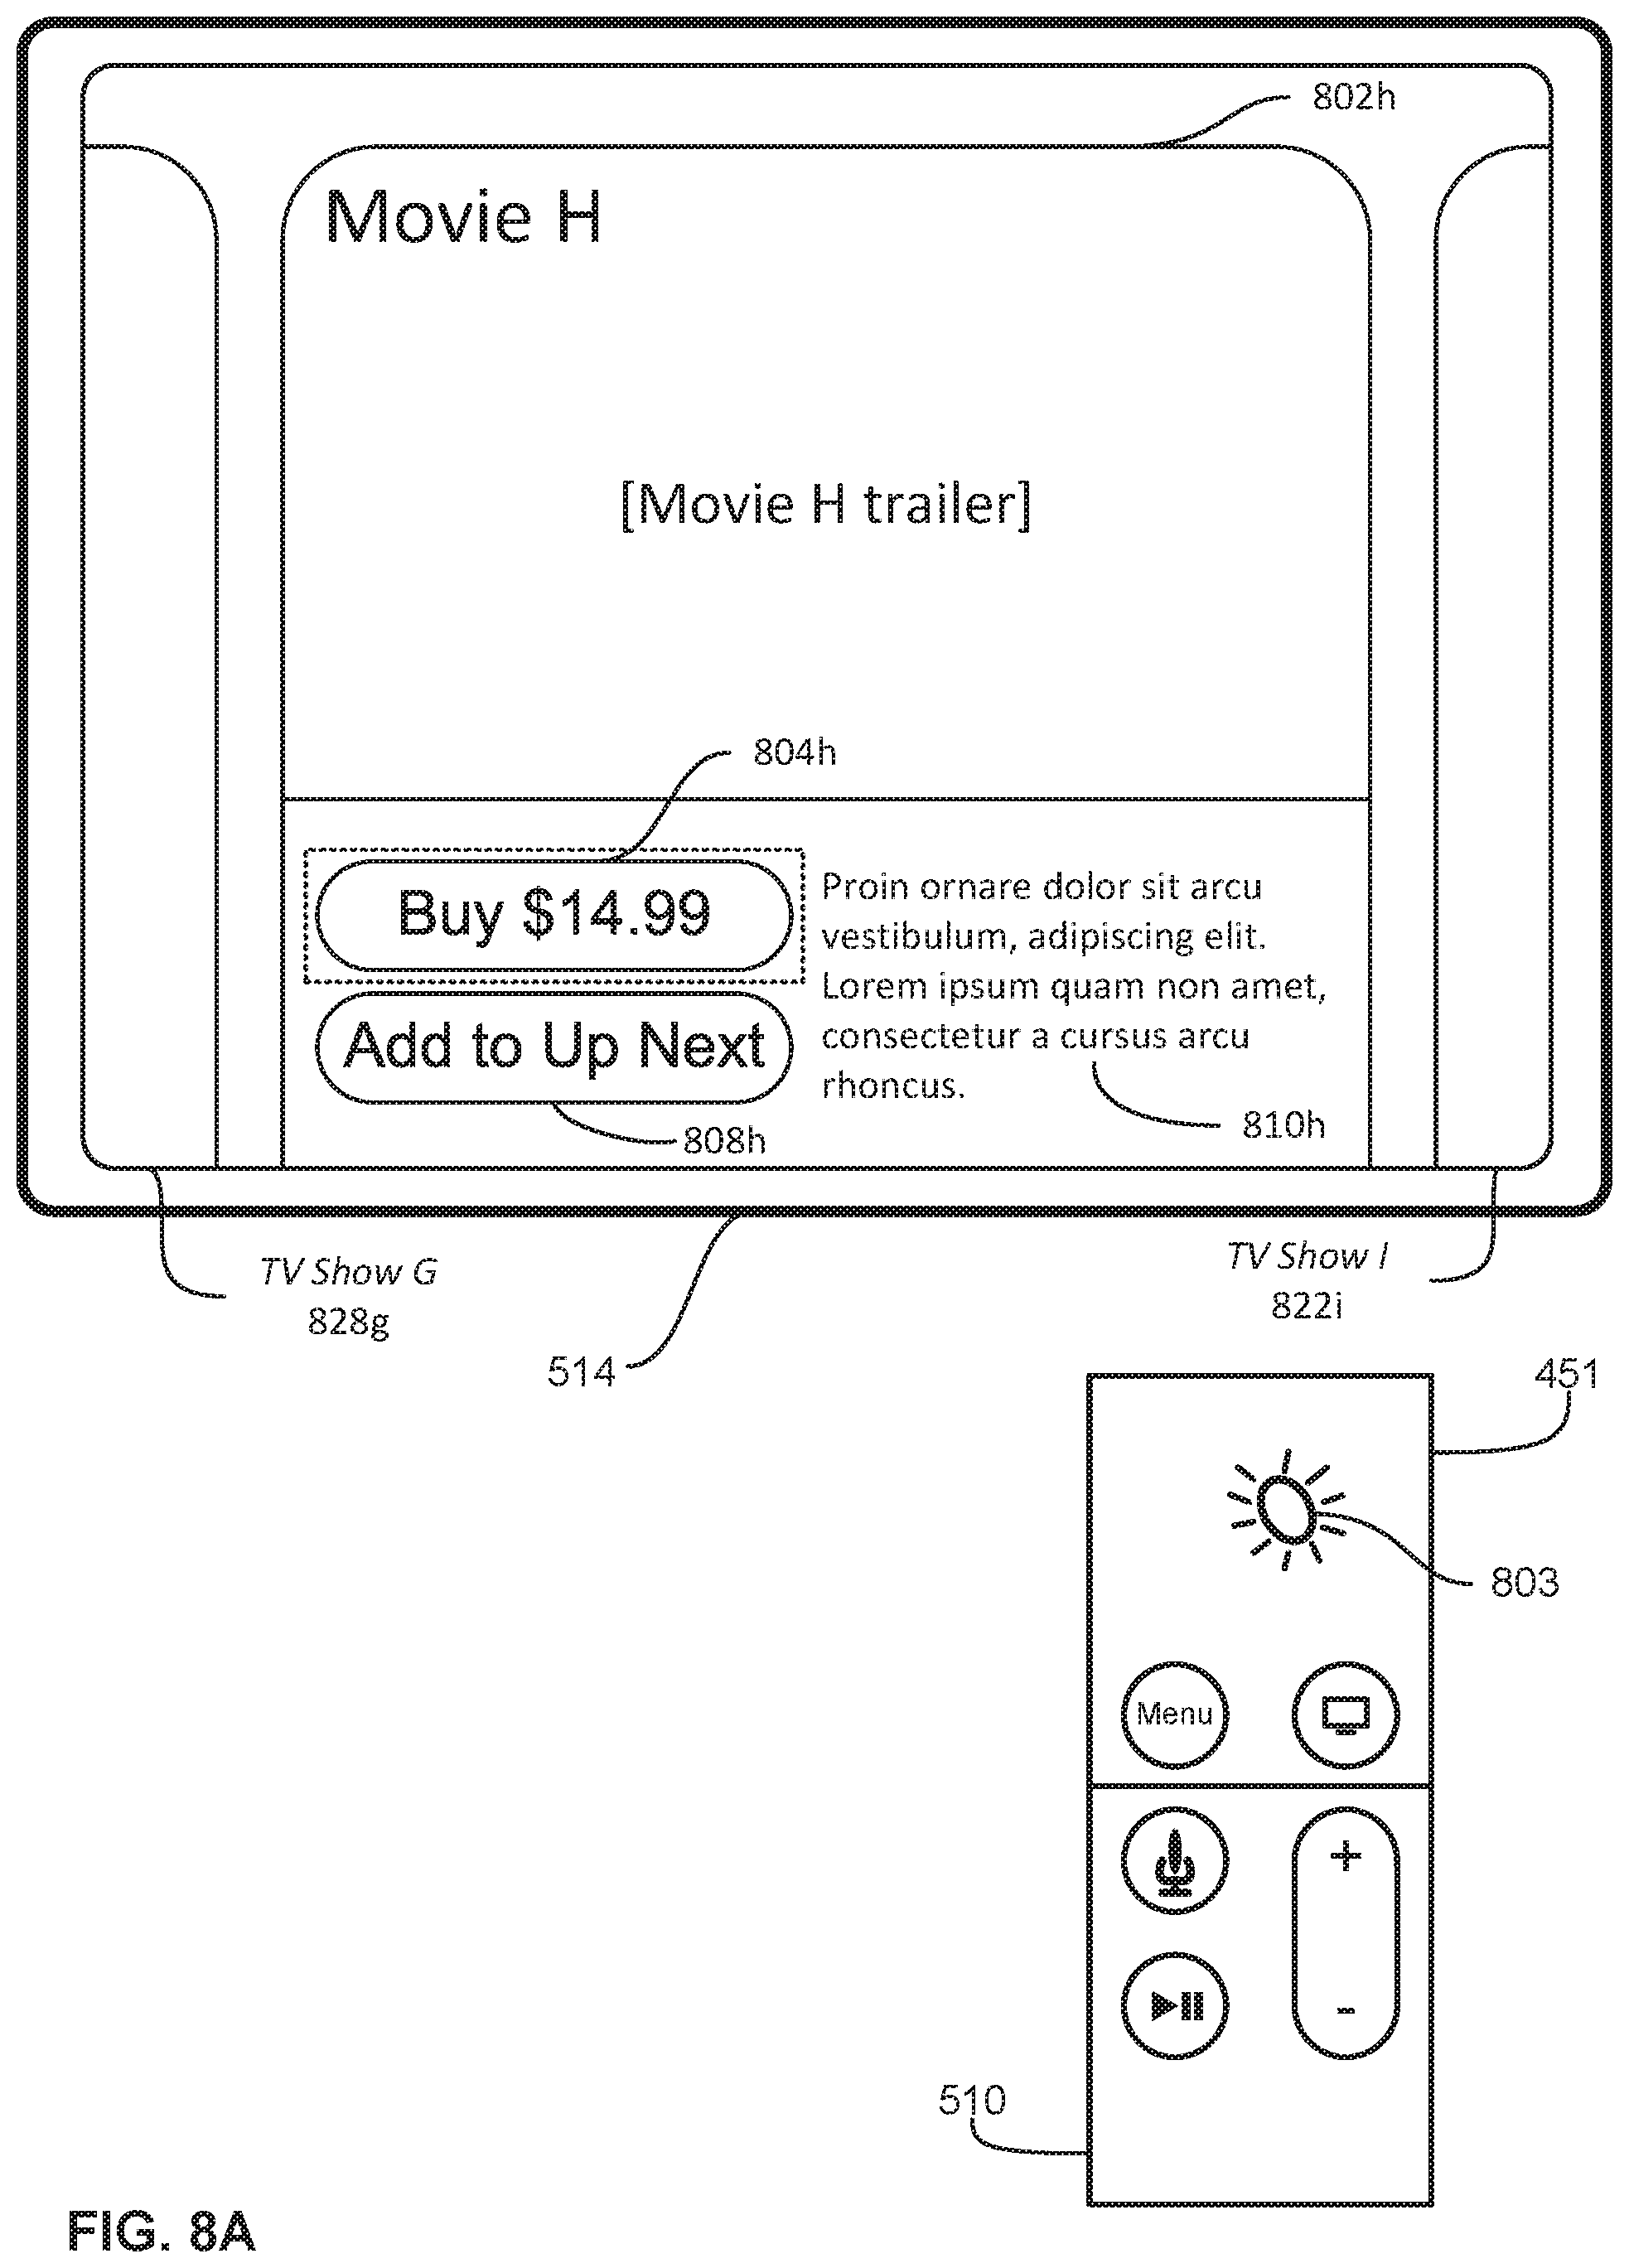 802h
Movie H
[Movie H trailer]
804h
Buy $14.99
Add to Up Next
808h
Proin ornare dolor sit arcu
vestibulum, adipiscing elit.
Lorem ipsum quam non amet,
consectetur a cursus arcu
rhoncus.
810h
TV Show G
828g
TV Show I
822i
514
451
803
Menu
+
-
510
FIG. 8A